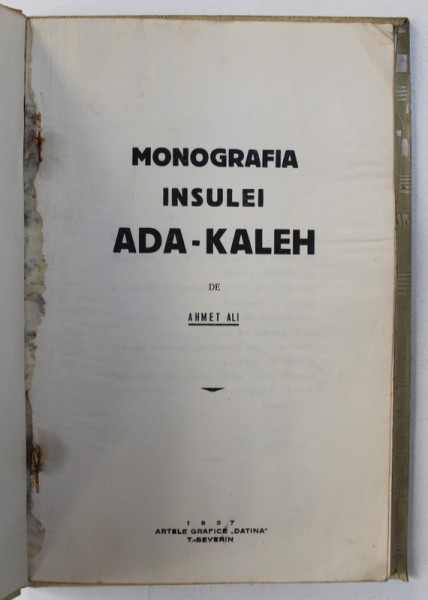 MONOGRAFIA
INSULEI
ADA-KALEH
DE
AHMET ALI
1937
ARTELE GRAFICE „DATINA”
T.-SEVERIN